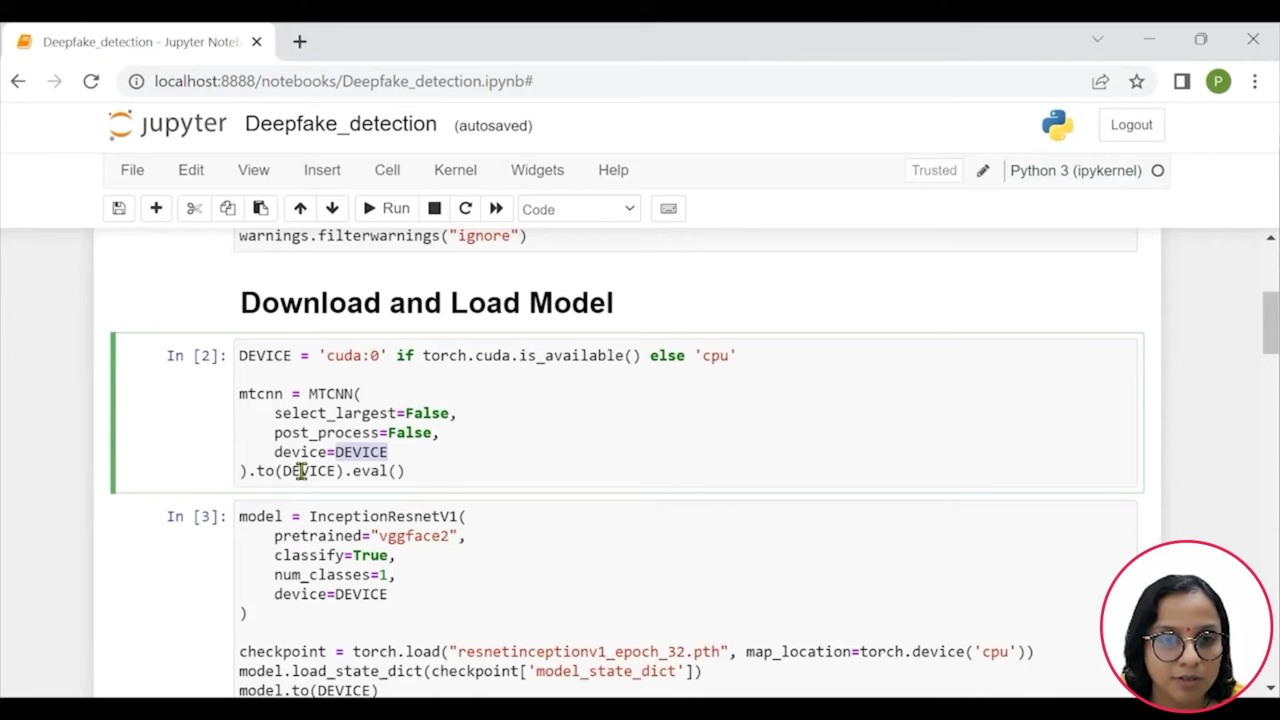 Deepfake_detection - Jupyter Noteb
localhost:8888/notebooks/Deepfake_detection.ipynb#
P
jupyter Deepfake_detection (autosaved)
Logout
File Edit View Insert Cell Kernel Widgets Help
Trusted Python 3 (ipykernel)
Run Code
warnings.filterwarnings("ignore")
Download and Load Model
In [2]: DEVICE = 'cuda:0' if torch.cuda.is_available() else 'cpu'
mtcnn = MTCNN(
select_largest=False,
post_process=False,
device=DEVICE
).to(DEVICE).eval()
In [3]: model = InceptionResnetV1(
pretrained="vggface2",
classify=True,
num_classes=1,
device=DEVICE
)
checkpoint = torch.load("resnetinceptionv1_epoch_32.pth", map_location=torch.device('cpu'))
model.load_state_dict(checkpoint['model_state_dict'])
model.to(DEVICE)